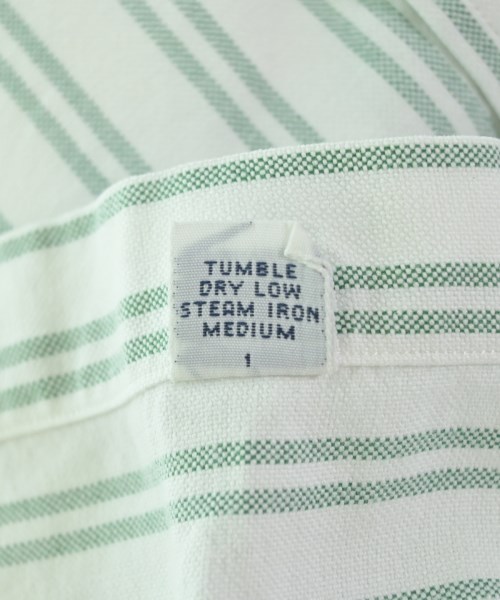 TUMBLE
DRY LOW
STEAM IRON
MEDIUM
1